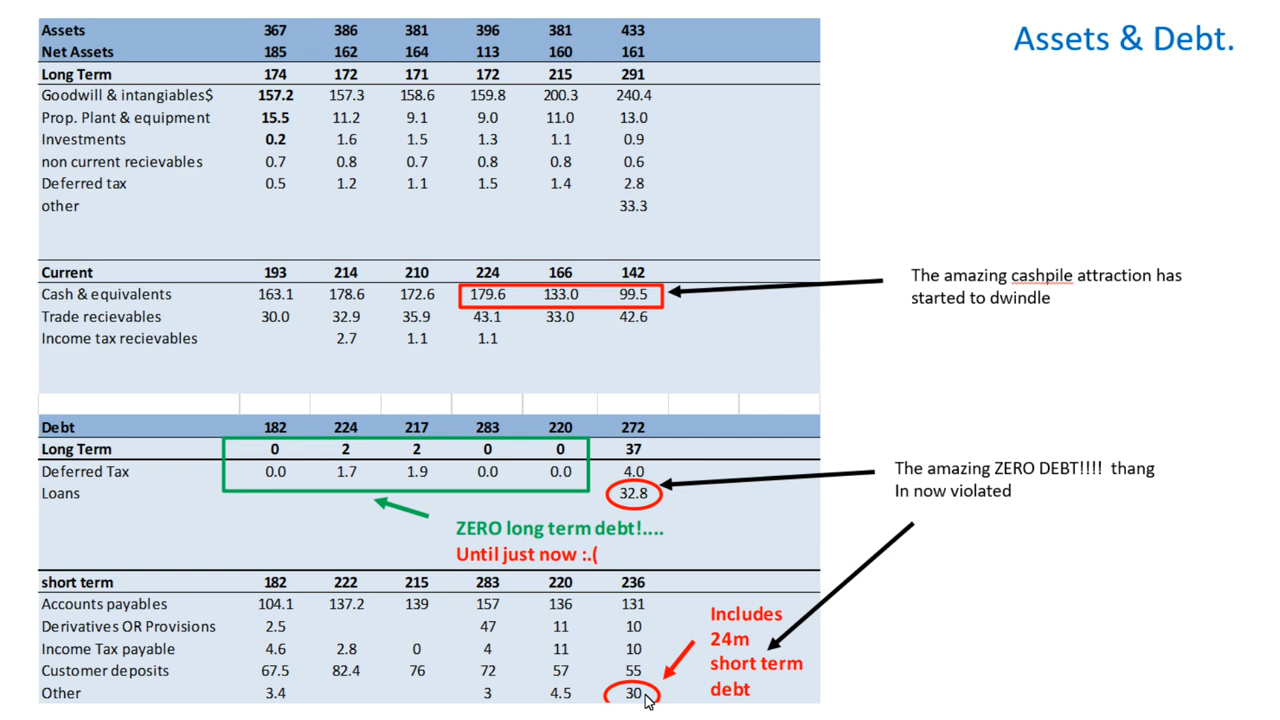 Assets & Debt.
Assets 367 386 381 396 381 433
Net Assets 185 162 164 113 160 161
Long Term 174 172 171 172 215 291
Goodwill & intangibles$ 157.2 157.3 158.6 159.8 200.3 240.4
Prop. Plant & equipment 15.5 11.2 9.1 9.0 11.0 13.0
Investments 0.2 1.6 1.5 1.3 1.1 0.9
non current recievables 0.7 0.8 0.7 0.8 0.8 0.6
Deferred tax 0.5 1.2 1.1 1.5 1.4 2.8
other 33.3
Current 193 214 210 224 166 142
Cash & equivalents 163.1 178.6 172.6 179.6 133.0 99.5
Trade recievables 30.0 32.9 35.9 43.1 33.0 42.6
Income tax recievables 2.7 1.1 1.1
The amazing cashpile attraction has
started to dwindle
Debt 182 224 217 283 220 272
Long Term 0 2 2 0 0 37
Deferred Tax 0.0 1.7 1.9 0.0 0.0 4.0
Loans 32.8
The amazing ZERO DEBT!!!! thang
In now violated
ZERO long term debt!....
Until just now :.(
short term 182 222 215 283 220 236
Accounts payables 104.1 137.2 139 157 136 131
Derivatives OR Provisions 2.5 47 11 10
Income Tax payable 4.6 2.8 0 4 11 10
Customer deposits 67.5 82.4 76 72 57 55
Other 3.4 3 4.5 30
Includes
24m
short term
debt